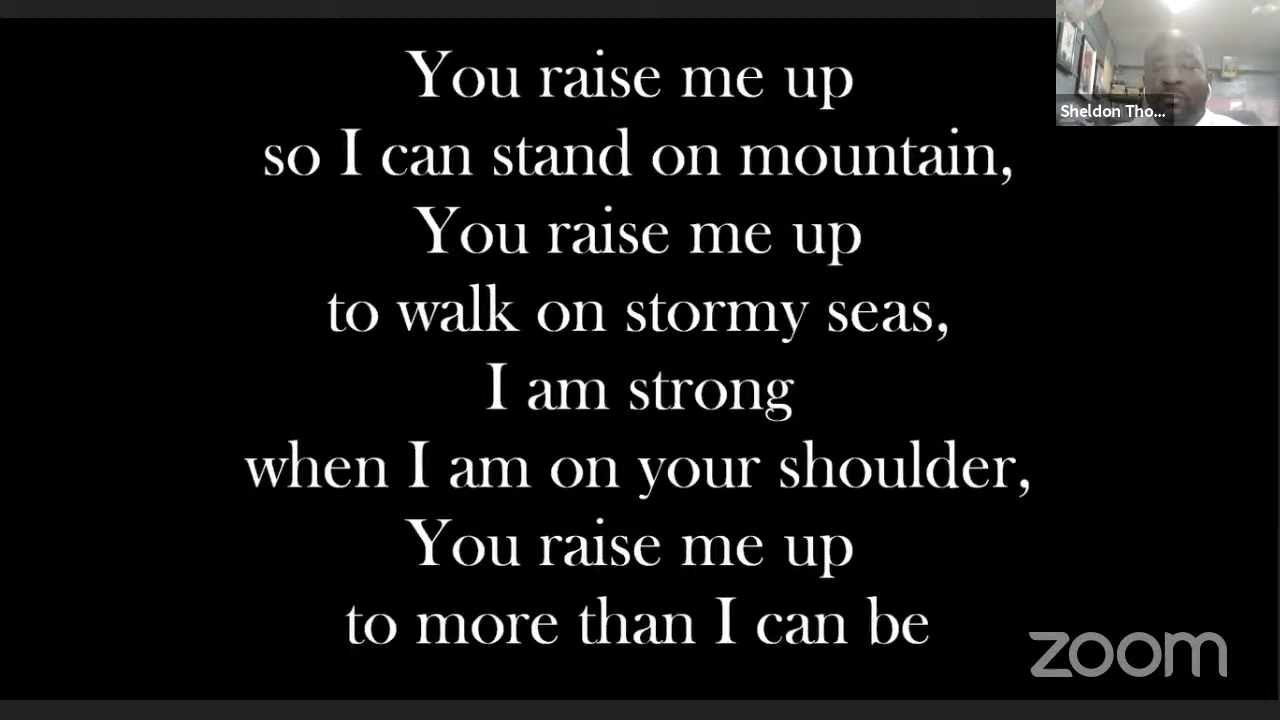 You raise me up
so I can stand on mountain,
You raise me up
to walk on stormy seas,
I am strong
when I am on your shoulder,
You raise me up
to more than I can be
Sheldon Tho...
zoom